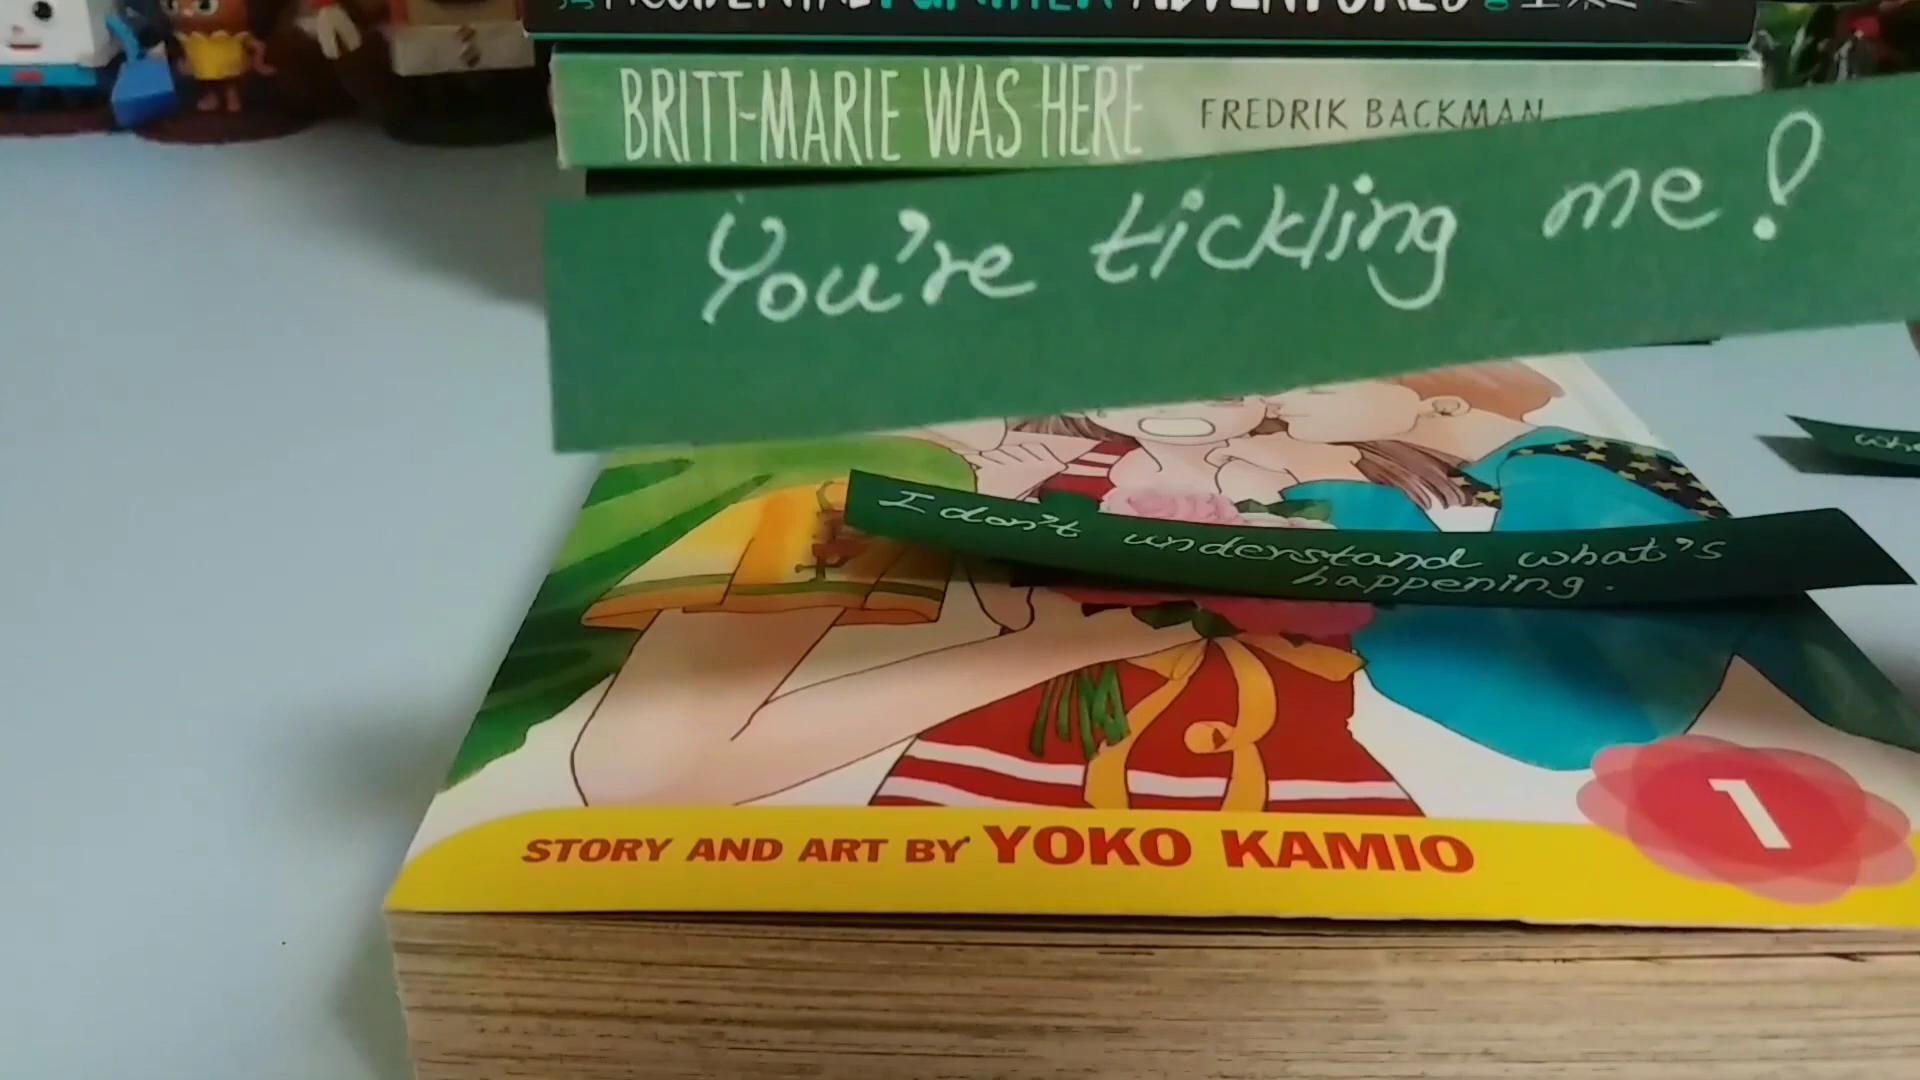 ADVENTURES
BRITT-MARIE WAS HERE FREDRIK BACKMAN
You're tickling me!
I don't understand what's
happening.
STORY AND ART BY YOKO KAMIO
1